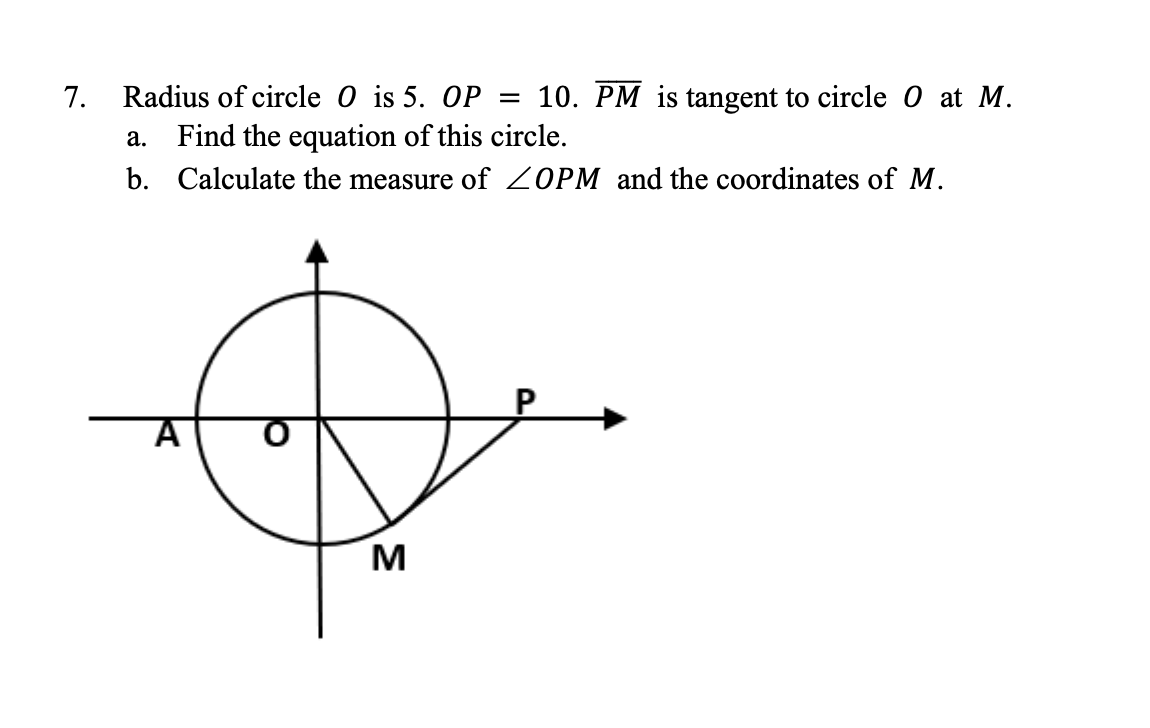 7. Radius of circle O is 5. OP = 10. P̅M̅ is tangent to circle O at M.
a. Find the equation of this circle.
b. Calculate the measure of ∠OPM and the coordinates of M.
P
A O
M